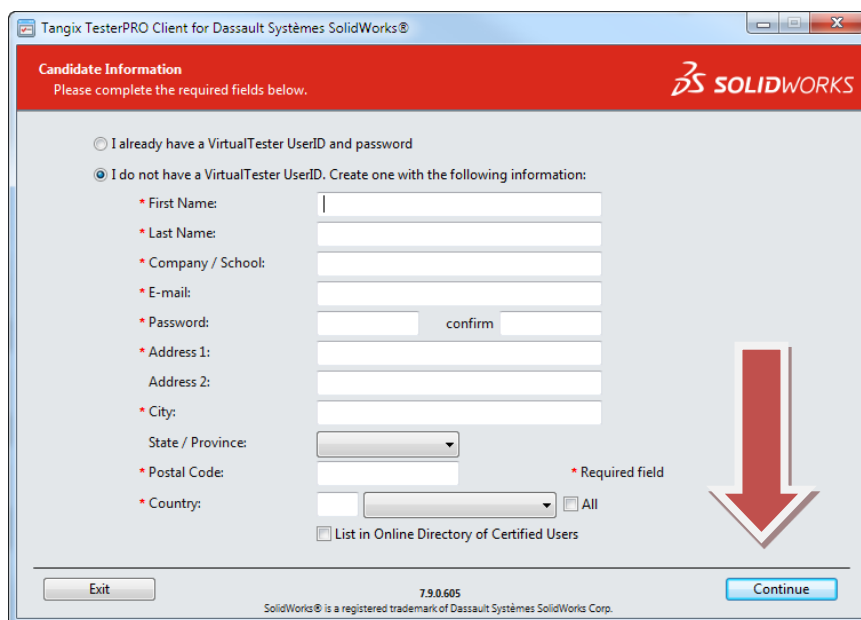 Tangix TesterPRO Client for Dassault Systèmes SolidWorks®
Candidate Information
Please complete the required fields below.
3DS SOLIDWORKS
I already have a VirtualTester UserID and password
I do not have a VirtualTester UserID. Create one with the following information:
* First Name:
* Last Name:
* Company / School:
* E-mail:
* Password: confirm
* Address 1:
Address 2:
* City:
State / Province:
* Postal Code: * Required field
* Country: All
List in Online Directory of Certified Users
Exit 7.9.0.605 Continue
SolidWorks® is a registered trademark of Dassault Systèmes SolidWorks Corp.